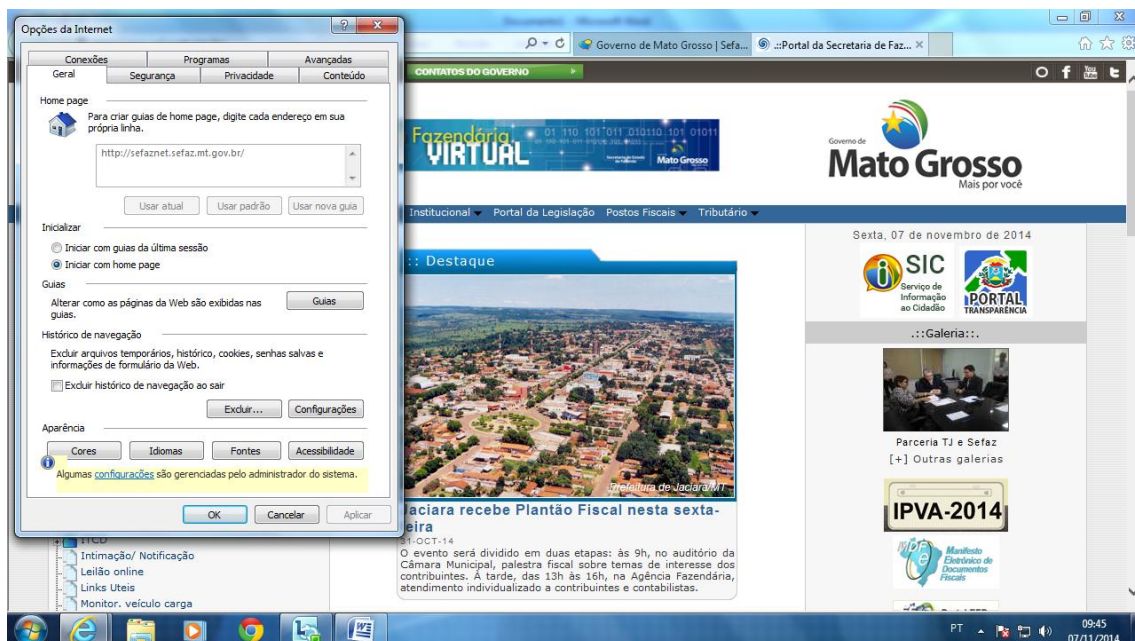 Opções da Internet
Conexões Programas Avançadas
Geral Segurança Privacidade Conteúdo
Home page
Para criar guias de home page, digite cada endereço em sua
própria linha.
http://sefaznet.sefaz.mt.gov.br/
Usar atual Usar padrão Usar nova guia
Inicializar
Iniciar com guias da última sessão
Iniciar com home page
Guias
Alterar como as páginas da Web são exibidas nas
guias.
Guias
Histórico de navegação
Excluir arquivos temporários, histórico, cookies, senhas salvas e
informações de formulário da Web.
Excluir histórico de navegação ao sair
Excluir... Configurações
Aparência
Cores Idiomas Fontes Acessibilidade
Algumas configurações são gerenciadas pelo administrador do sistema.
OK Cancelar Aplicar
ITCD
Intimação/ Notificação
Leilão online
Links Uteis
Monitor. veículo carga
Governo de Mato Grosso | Sefa...
.::Portal da Secretaria de Faz...
CONTATOS DO GOVERNO
You Tube
Fazendária
VIRTUAL
Mato Grosso
Governo de
Mato Grosso
Mais por você
Institucional Portal da Legislação Postos Fiscais Tributário
:: Destaque
Prefeitura de Jaciara/MT
Jaciara recebe Plantão Fiscal nesta sexta-
feira
31-OCT-14
O evento será dividido em duas etapas: às 9h, no auditório da
Câmara Municipal, palestra fiscal sobre temas de interesse dos
contribuintes. À tarde, das 13h às 16h, na Agência Fazendária,
atendimento individualizado a contribuintes e contabilistas.
Sexta, 07 de novembro de 2014
SIC
Serviço de
Informação
ao Cidadão
PORTAL
TRANSPARÊNCIA
.::Galeria::.
Parceria TJ e Sefaz
[+] Outras galerias
IPVA-2014
MDF-e
Manifesto
Eletrônico de
Documentos
Fiscais
PT
09:45
07/11/2014